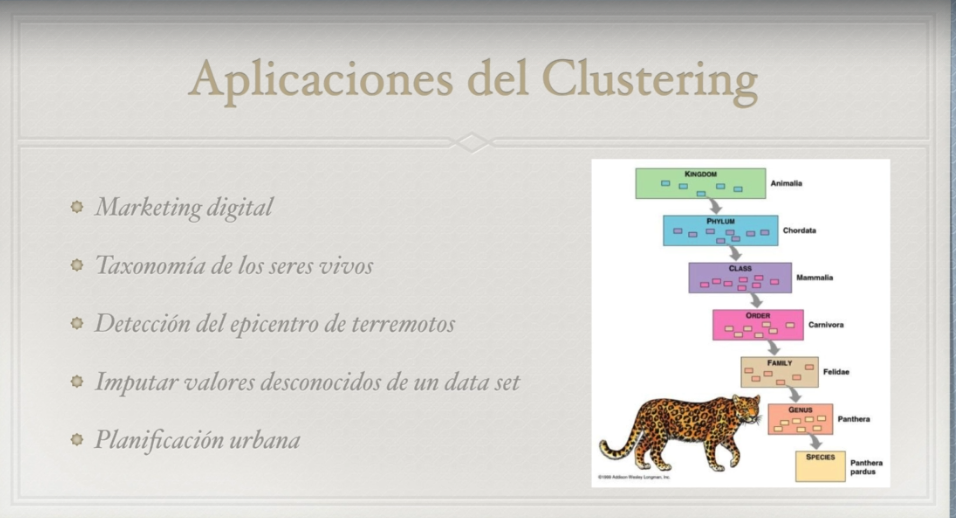 Aplicaciones del Clustering
Marketing digital
Taxonomía de los seres vivos
Detección del epicentro de terremotos
Imputar valores desconocidos de un data set
Planificación urbana
KINGDOM
Animalia
PHYLUM
Chordata
CLASS
Mammalia
ORDER
Carnivora
FAMILY
Felidae
GENUS
Panthera
SPECIES
Panthera
pardus
Addison Wesley Longman, Inc.